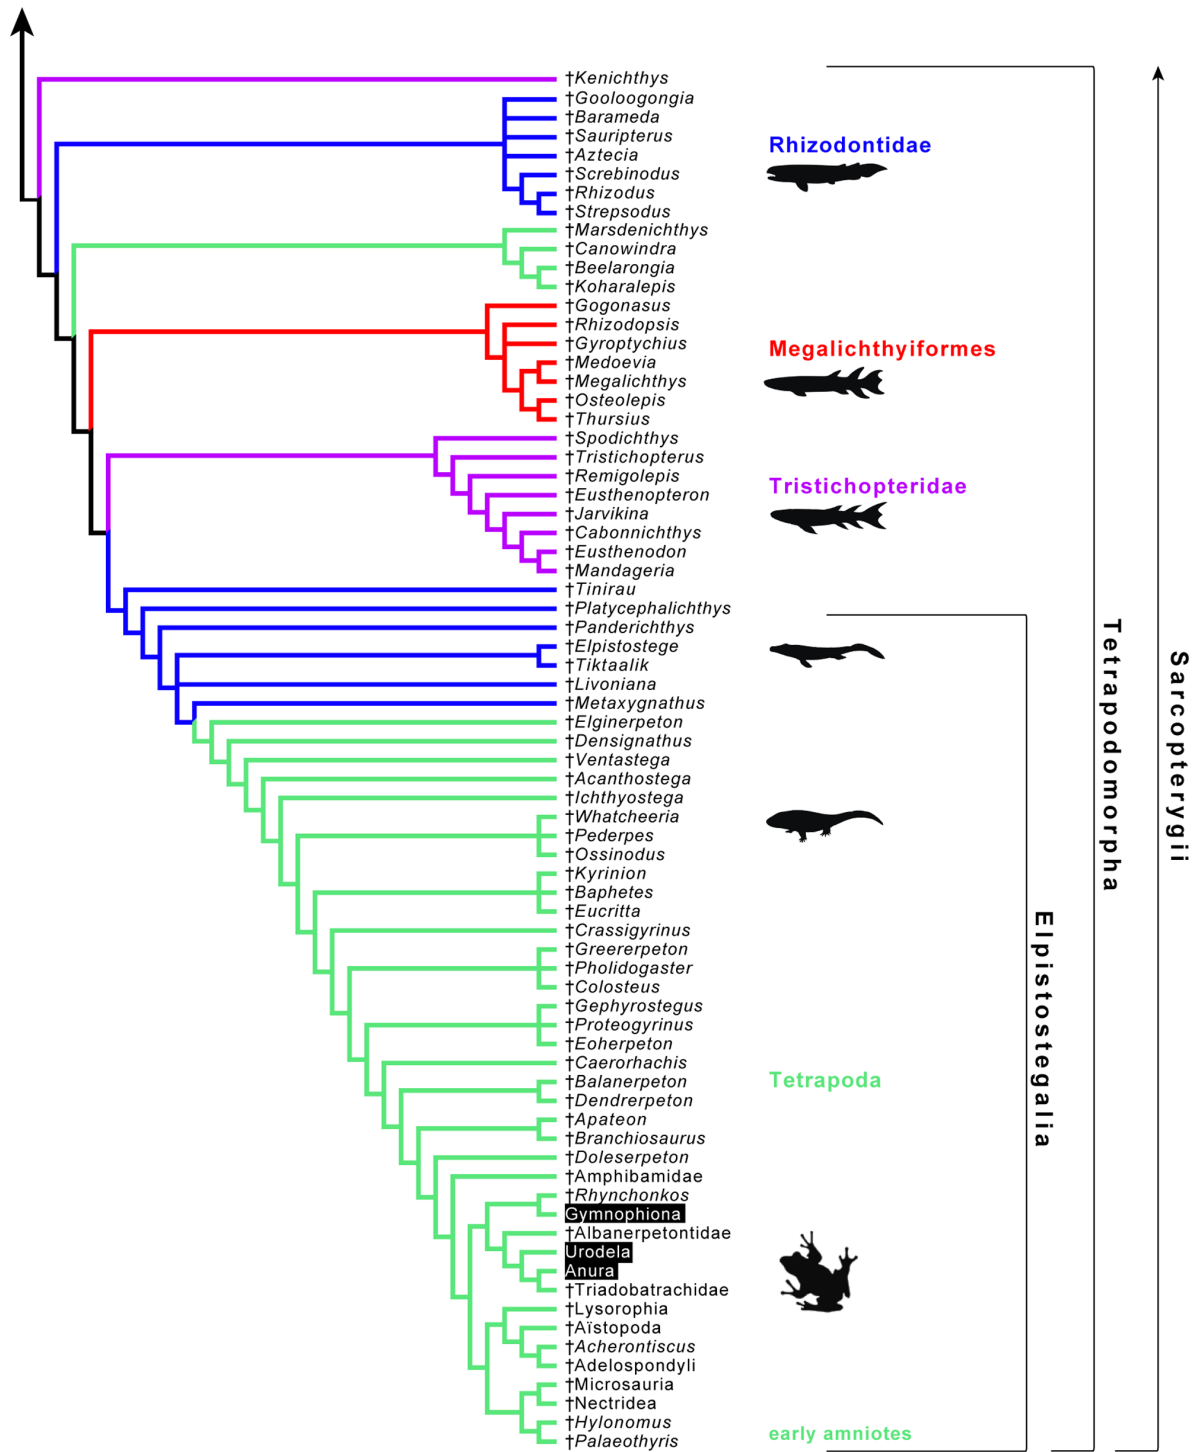 †Kenichthys
†Gooloogongia
†Barameda
†Sauripterus
†Aztecia
†Screbinodus
†Rhizodus
†Strepsodus
†Marsdenichthys
†Canowindra
†Beelarongia
†Koharalepis
†Gogonasus
†Rhizodopsis
†Gyroptychius
†Medoevia
†Megalichthys
†Osteolepis
†Thursius
†Spodichthys
†Tristichopterus
†Remigolepis
†Eusthenopteron
†Jarvikina
†Cabonnichthys
†Eusthenodon
†Mandageria
†Tinirau
†Platycephalichthys
†Panderichthys
†Elpistostege
†Tiktaalik
†Livoniana
†Metaxygnathus
†Elginerpeton
†Densignathus
†Ventastega
†Acanthostega
†Ichthyostega
†Whatcheeria
†Pederpes
†Ossinodus
†Kyrinion
†Baphetes
†Eucritta
†Crassigyrinus
†Greererpeton
†Pholidogaster
†Colosteus
†Gephyrostegus
†Proteogyrinus
†Eoherpeton
†Caerorhachis
†Balanerpeton
†Dendrerpeton
†Apateon
†Branchiosaurus
†Doleserpeton
†Amphibamidae
†Rhynchonkos
Gymnophiona
†Albanerpetontidae
Urodela
Anura
†Triadobatrachidae
†Lysorophia
†Aïstopoda
†Acherontiscus
†Adelospondyli
†Microsauria
†Nectridea
†Hylonomus
†Palaeothyris
Rhizodontidae
Megalichthyiformes
Tristichopteridae
Tetrapoda
early amniotes
Elpistostegalia
Tetrapodomorpha
Sarcopterygii